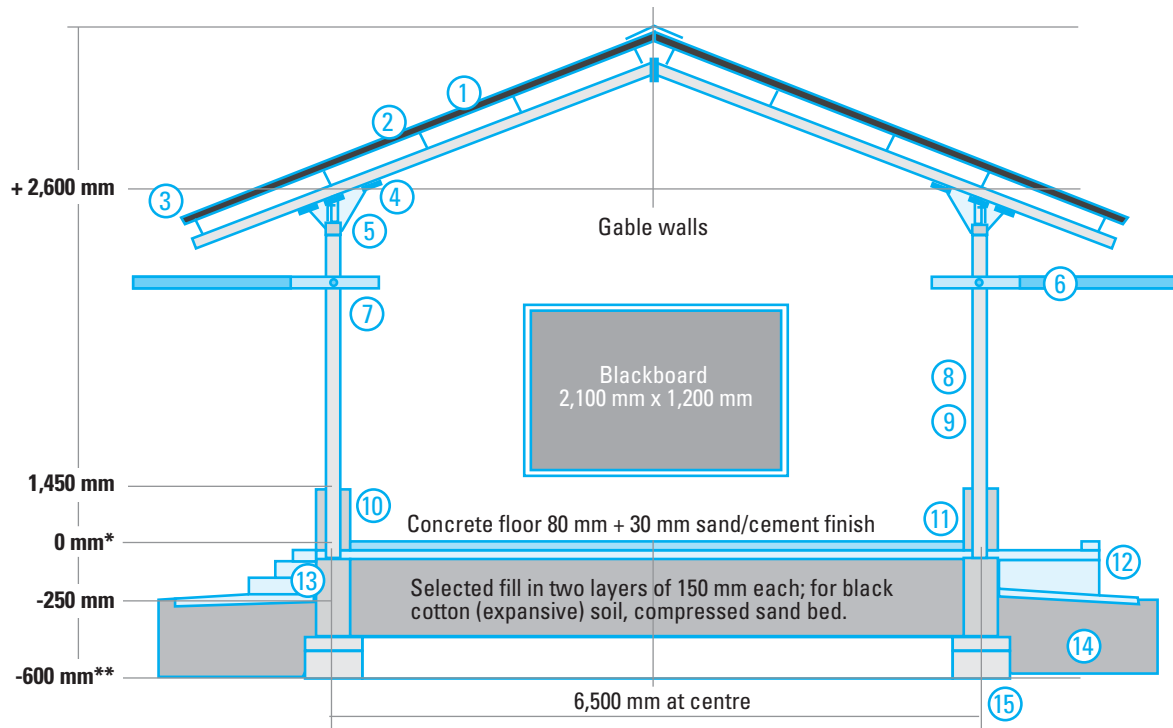 1
2
3
+ 2,600 mm
4
5
Gable walls
6
7
Blackboard
2,100 mm x 1,200 mm
8
9
1,450 mm
10
Concrete floor 80 mm + 30 mm sand/cement finish
11
0 mm*
12
13
Selected fill in two layers of 150 mm each; for black
cotton (expansive) soil, compressed sand bed.
-250 mm
14
-600 mm**
6,500 mm at centre
15